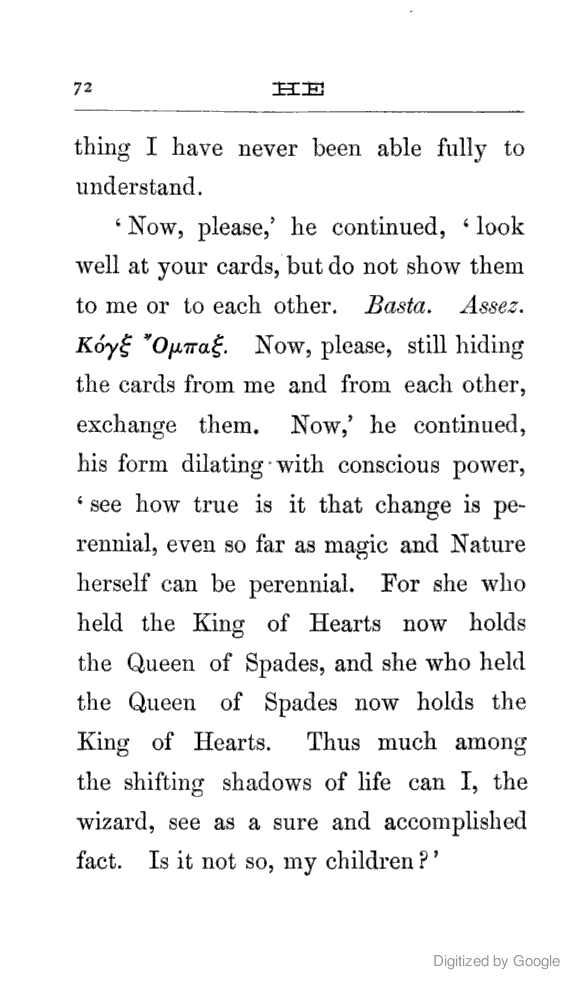 72 HE
thing I have never been able fully to
understand.
‘ Now, please,’ he continued, ‘ look
well at your cards, but do not show them
to me or to each other. Basta. Assez.
Κόγξ Ὄμπαξ. Now, please, still hiding
the cards from me and from each other,
exchange them. Now,’ he continued,
his form dilating with conscious power,
‘ see how true is it that change is pe-
rennial, even so far as magic and Nature
herself can be perennial. For she who
held the King of Hearts now holds
the Queen of Spades, and she who held
the Queen of Spades now holds the
King of Hearts. Thus much among
the shifting shadows of life can I, the
wizard, see as a sure and accomplished
fact. Is it not so, my children ? ’
Digitized by Google